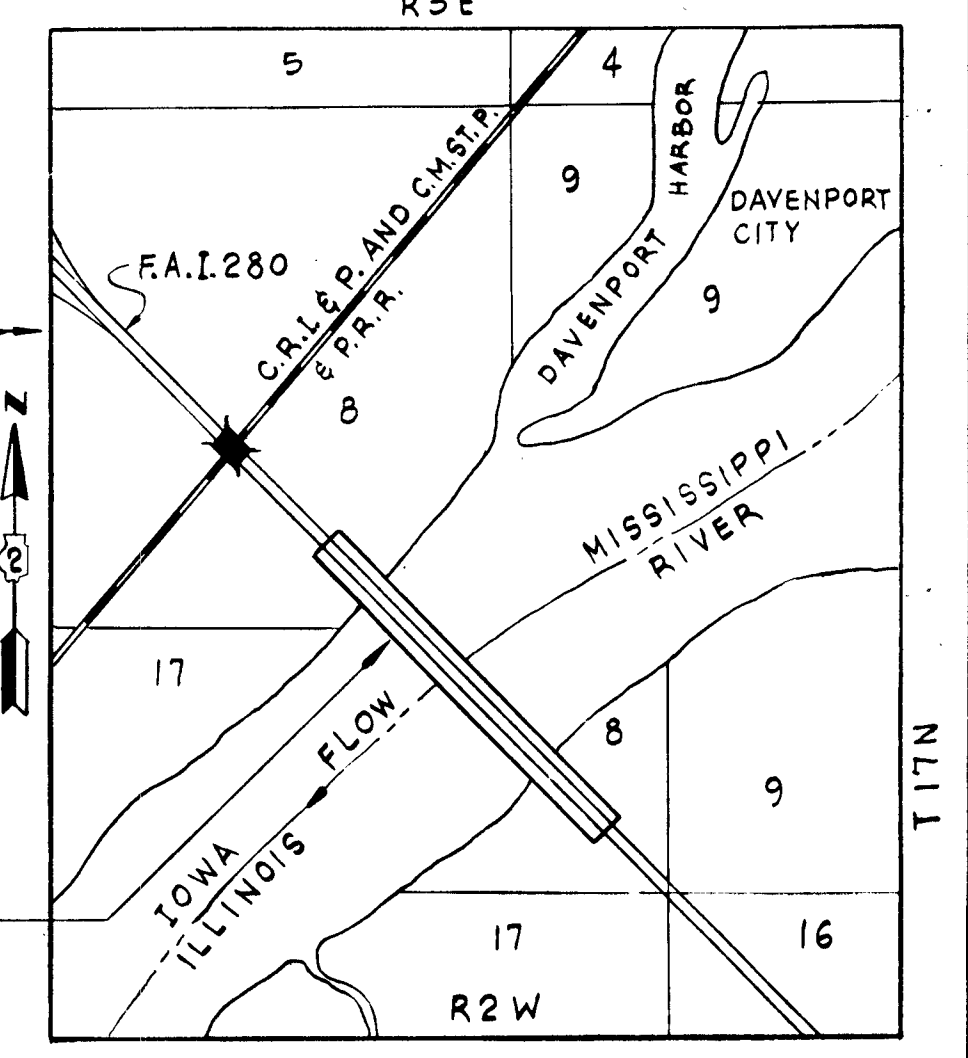 R3E
5
4
C.R.I. & P. AND C.M.ST.P.
& P.R.R.
HARBOR
DAVENPORT
9
DAVENPORT
CITY
F.A.I. 280
9
8
N
MISSISSIPPI
RIVER
2
17
FLOW
8
9
T17N
IOWA
ILLINOIS
17
16
R2W